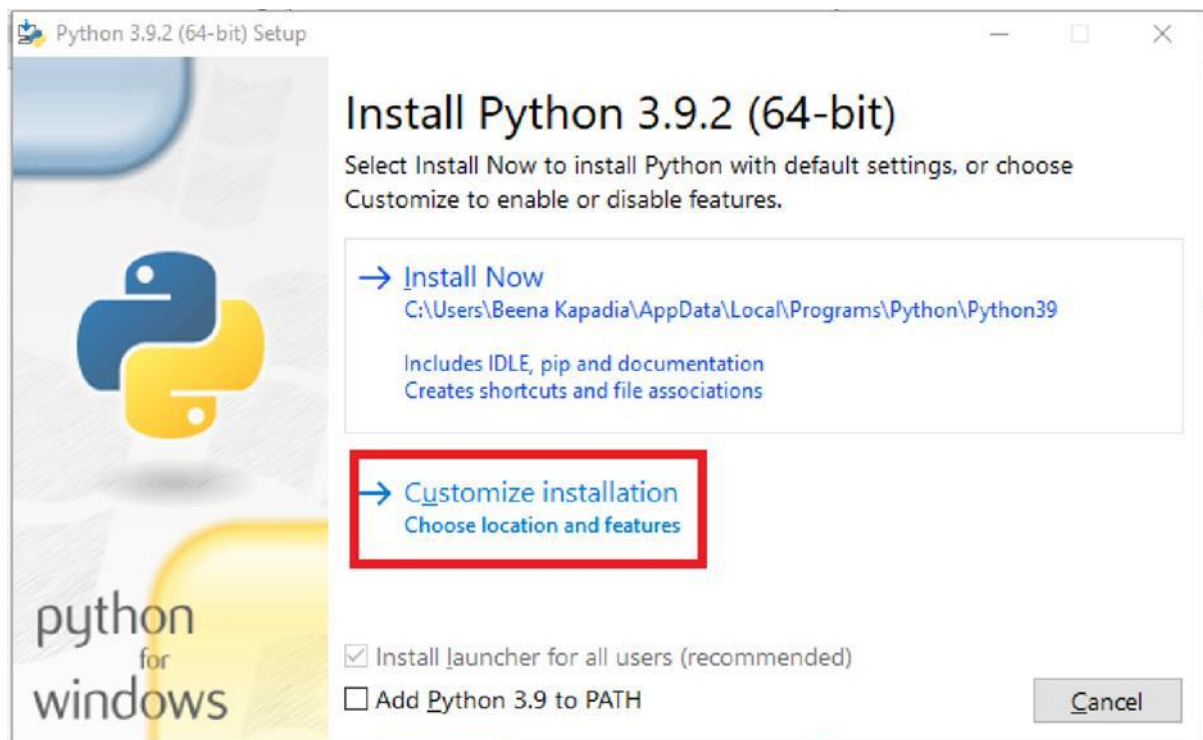 Python 3.9.2 (64-bit) Setup
Install Python 3.9.2 (64-bit)
Select Install Now to install Python with default settings, or choose
Customize to enable or disable features.
Install Now
C:\Users\Beena Kapadia\AppData\Local\Programs\Python\Python39
Includes IDLE, pip and documentation
Creates shortcuts and file associations
Customize installation
Choose location and features
python
for
windows
Install launcher for all users (recommended)
Add Python 3.9 to PATH
Cancel